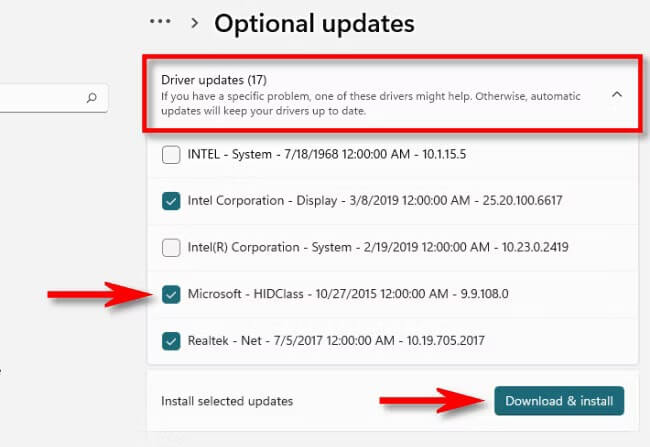 ... > Optional updates
Driver updates (17)
If you have a specific problem, one of these drivers might help. Otherwise, automatic
updates will keep your drivers up to date.
INTEL - System - 7/18/1968 12:00:00 AM - 10.1.15.5
Intel Corporation - Display - 3/8/2019 12:00:00 AM - 25.20.100.6617
Intel(R) Corporation - System - 2/19/2019 12:00:00 AM - 10.23.0.2419
Microsoft - HIDClass - 10/27/2015 12:00:00 AM - 9.9.108.0
Realtek - Net - 7/5/2017 12:00:00 AM - 10.19.705.2017
Install selected updates Download & install